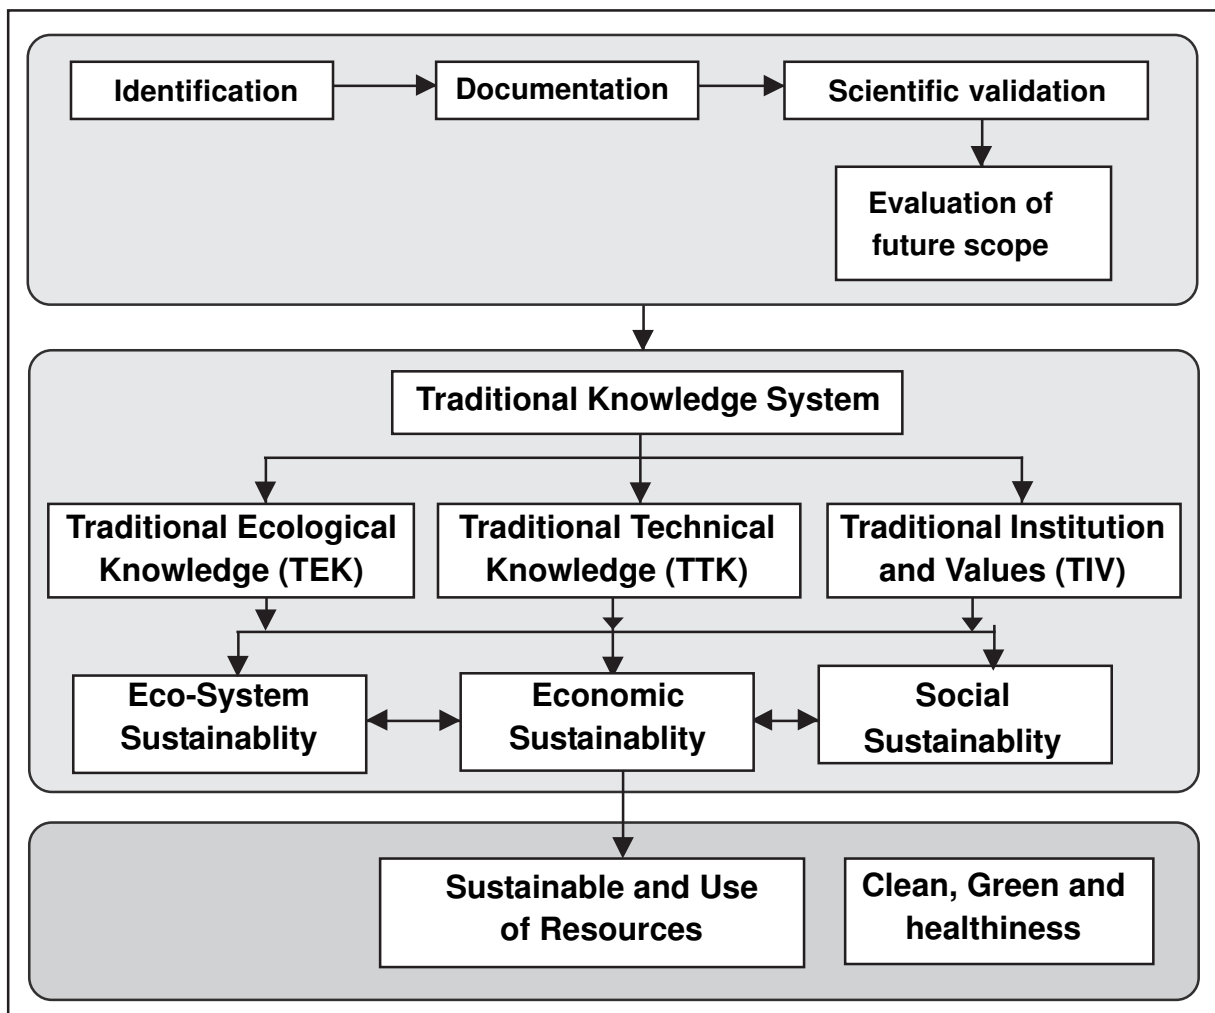 Identification
Documentation
Scientific validation
Evaluation of
future scope
Traditional Knowledge System
Traditional Ecological
Knowledge (TEK)
Traditional Technical
Knowledge (TTK)
Traditional Institution
and Values (TIV)
Eco-System
Sustainablity
Economic
Sustainablity
Social
Sustainablity
Sustainable and Use
of Resources
Clean, Green and
healthiness